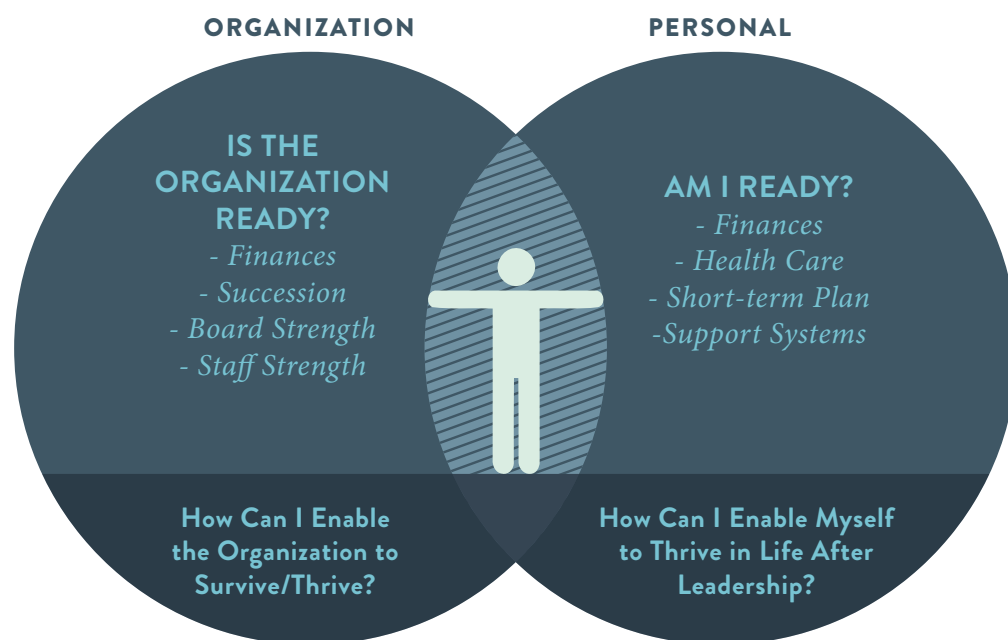 ORGANIZATION
PERSONAL
IS THE
ORGANIZATION
READY?
- Finances
- Succession
- Board Strength
- Staff Strength
AM I READY?
- Finances
- Health Care
- Short-term Plan
-Support Systems
How Can I Enable
the Organization to
Survive/Thrive?
How Can I Enable Myself
to Thrive in Life After
Leadership?